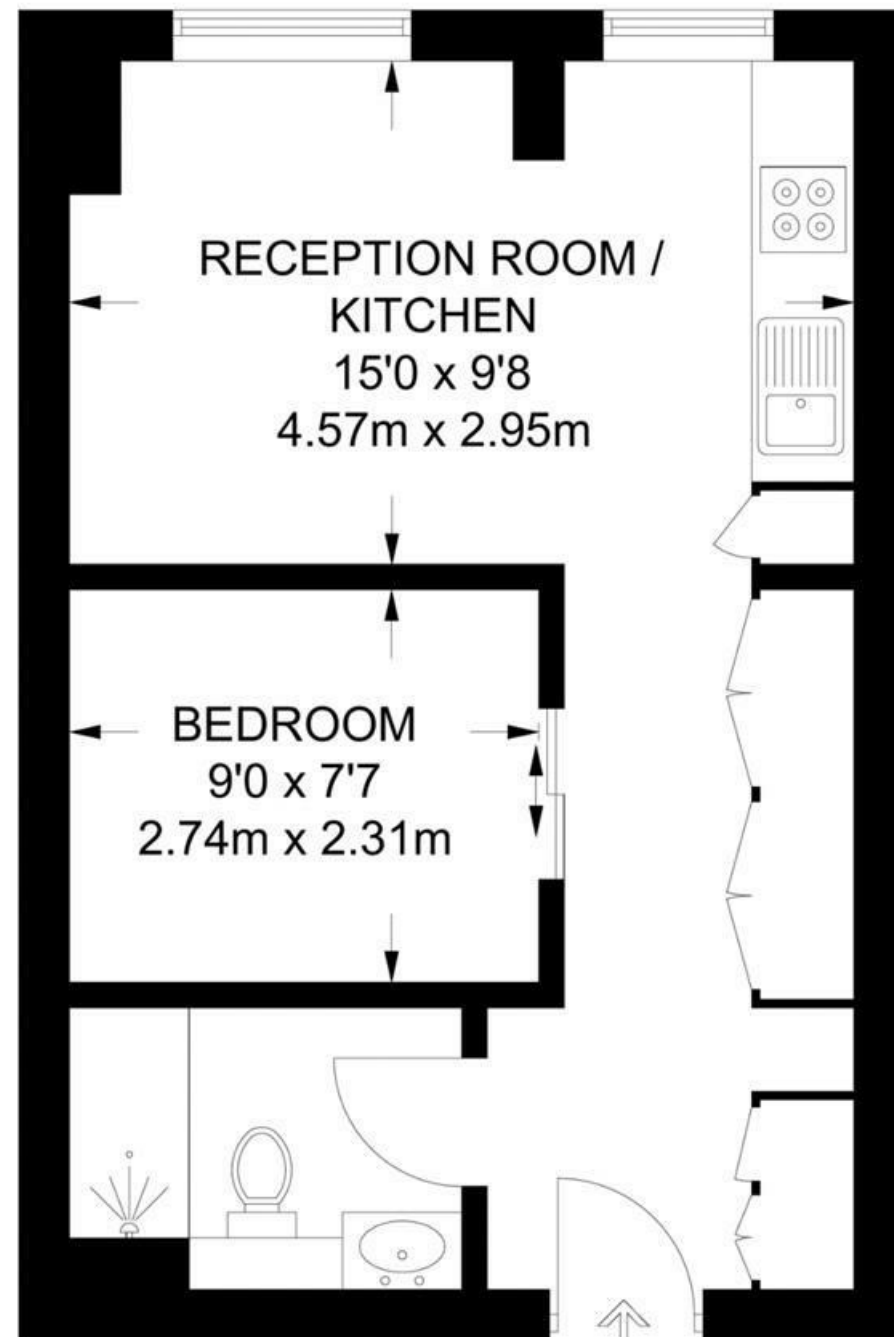 RECEPTION ROOM /
KITCHEN
15'0 x 9'8
4.57m x 2.95m
BEDROOM
9'0 x 7'7
2.74m x 2.31m